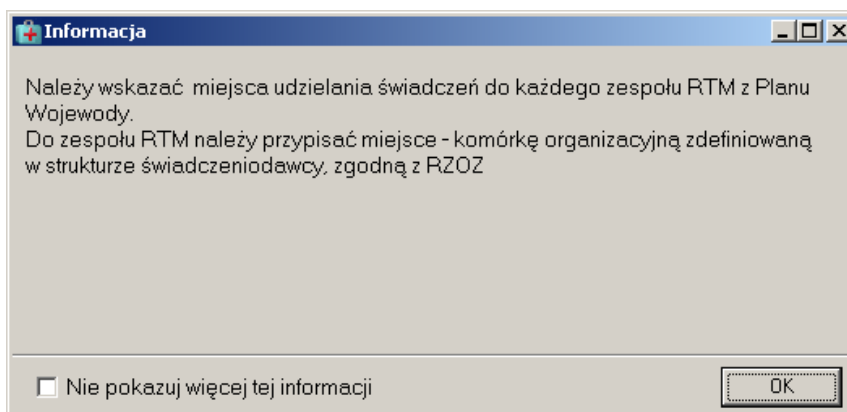 Informacja
Należy wskazać  miejsca udzielania świadczeń do każdego zespołu RTM z Planu
Wojewody.
Do zespołu RTM należy przypisać miejsce - komórkę organizacyjną zdefiniowaną
w strukturze świadczeniodawcy, zgodną z RZOZ
Nie pokazuj więcej tej informacji
OK